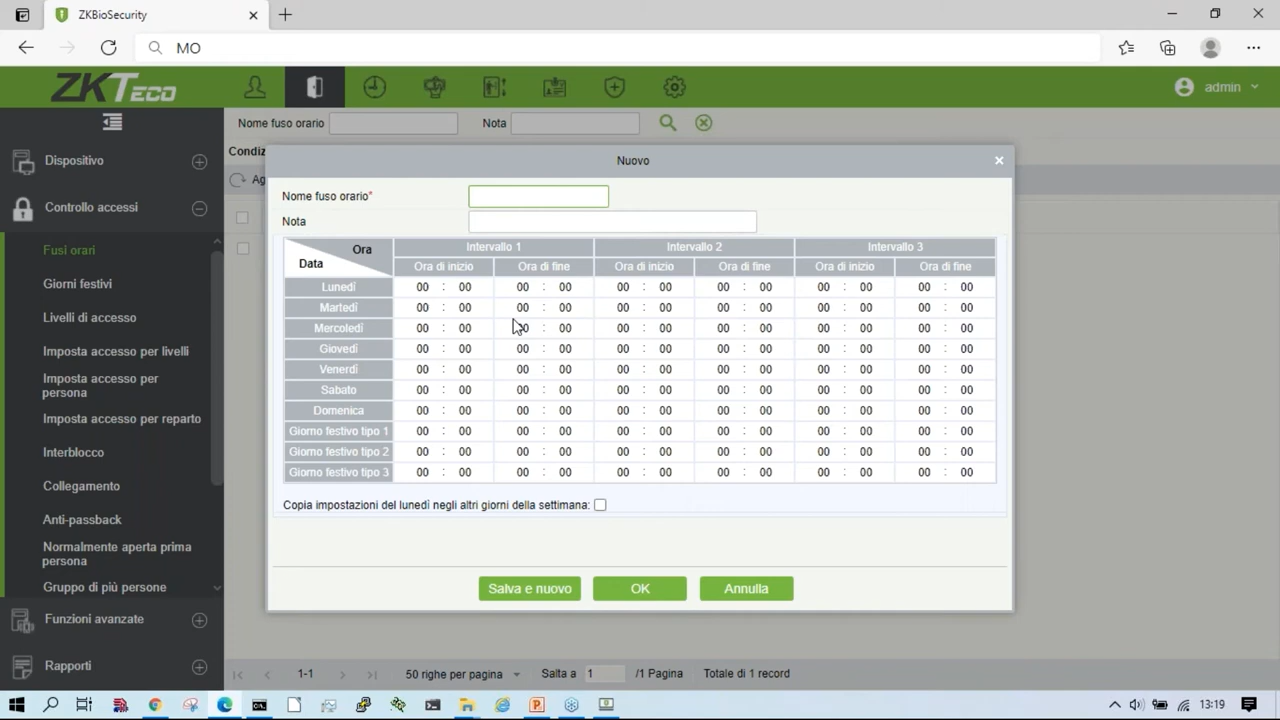 ZKBioSecurity
MO
ZKTeco
admin
Nome fuso orario
Nota
Dispositivo
Condiz
Nuovo
Ag
Controllo accessi
Nome fuso orario*
Nota
Fusi orari
Ora
Data
Intervallo 1 Intervallo 2 Intervallo 3
Ora di inizio Ora di fine Ora di inizio Ora di fine Ora di inizio Ora di fine
Giorni festivi
Lunedí 00 : 00 00 : 00 00 : 00 00 : 00 00 : 00 00 : 00
Martedí 00 : 00 00 : 00 00 : 00 00 : 00 00 : 00 00 : 00
Livelli di accesso
Mercoledí 00 : 00 00 : 00 00 : 00 00 : 00 00 : 00 00 : 00
Imposta accesso per livelli
Giovedí 00 : 00 00 : 00 00 : 00 00 : 00 00 : 00 00 : 00
Imposta accesso per
persona
Venerdí 00 : 00 00 : 00 00 : 00 00 : 00 00 : 00 00 : 00
Sabato 00 : 00 00 : 00 00 : 00 00 : 00 00 : 00 00 : 00
Imposta accesso per reparto
Domenica 00 : 00 00 : 00 00 : 00 00 : 00 00 : 00 00 : 00
Giorno festivo tipo 1 00 : 00 00 : 00 00 : 00 00 : 00 00 : 00 00 : 00
Interblocco
Giorno festivo tipo 2 00 : 00 00 : 00 00 : 00 00 : 00 00 : 00 00 : 00
Giorno festivo tipo 3 00 : 00 00 : 00 00 : 00 00 : 00 00 : 00 00 : 00
Collegamento
Copia impostazioni del lunedì negli altri giorni della settimana:
Anti-passback
Normalmente aperta prima
persona
Gruppo di più persone
Salva e nuovo OK Annulla
Funzioni avanzate
Rapporti
1-1 50 righe per pagina Salta a 1 /1 Pagina Totale di 1 record
13:19